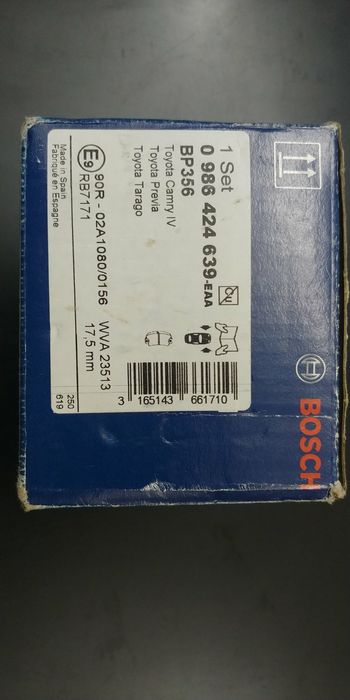 1 Set
0 986 424 639-EAA
BP356
Toyota Camry IV
Toyota Previa
Toyota Tarago
Cu
E9
90R - 02A1080/0156
RB7171
WVA 23513
17,5 mm
Made in Spain
Fabriqué en Espagne
3 165143 661710
250
619
BOSCH